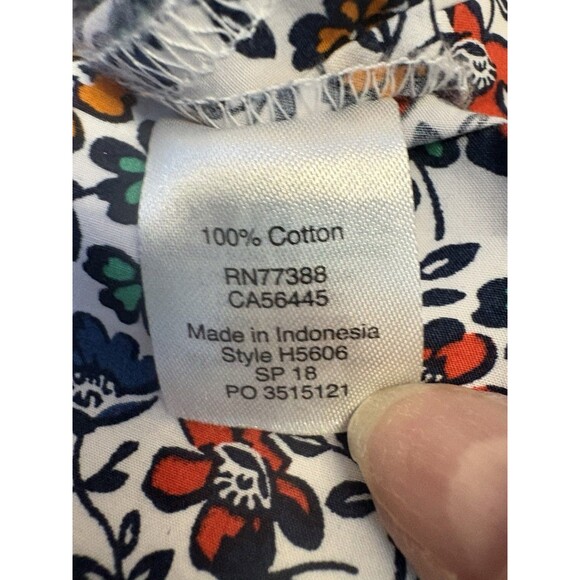 100% Cotton
RN77388
CA56445
Made in Indonesia
Style H5606
SP 18
PO 3515121